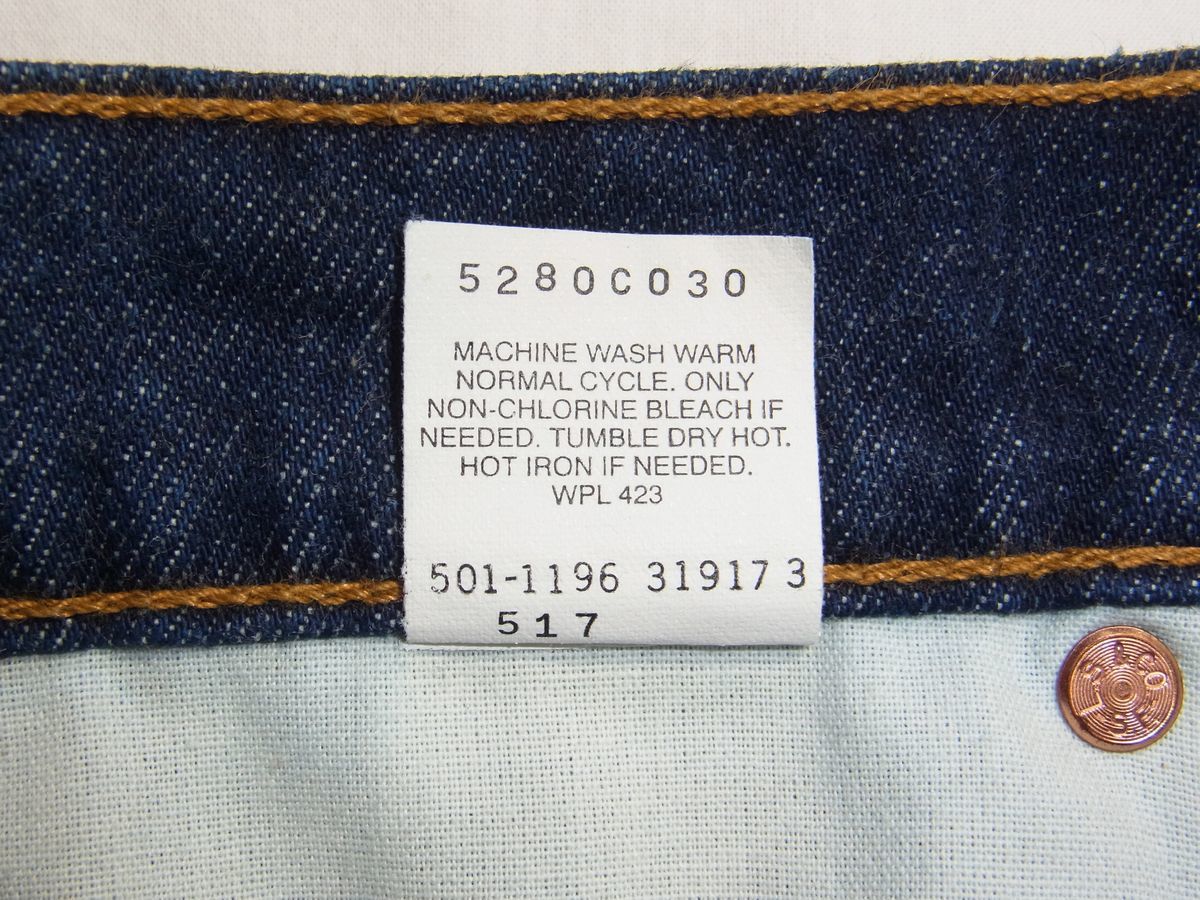 5280C030
MACHINE WASH WARM
NORMAL CYCLE. ONLY
NON-CHLORINE BLEACH IF
NEEDED. TUMBLE DRY HOT.
HOT IRON IF NEEDED.
WPL 423
501-1196 31917 3
517